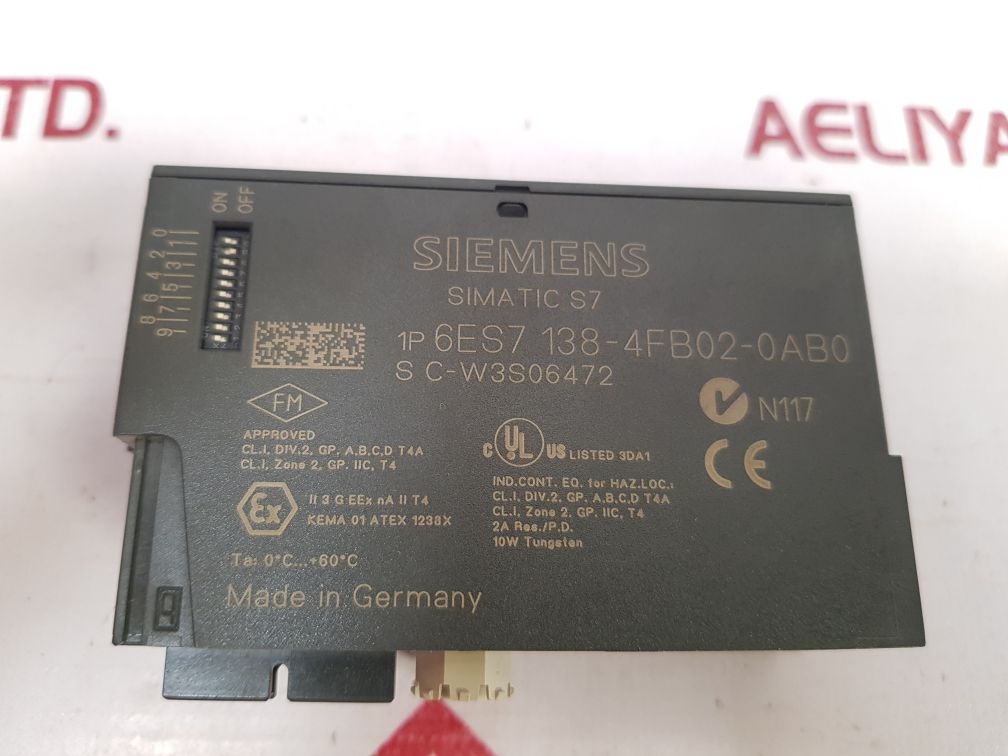 TD.
AELIYA
ON
OFF
8 6 4 2 0
9 7 5 3 1
SIEMENS
SIMATIC S7
1P 6ES7 138-4FB02-0AB0
S C-W3S06472
FM
APPROVED
CL.I, DIV.2, GP. A,B,C,D T4A
CL.I, Zone 2, GP. IIC, T4
Ex
II 3 G EEx nA II T4
KEMA 01 ATEX 1238X
Ta: 0°C...+60°C
Made in Germany
C UL US LISTED 3DA1
IND.CONT. EQ. for HAZ.LOC.:
CL.I, DIV.2, GP. A,B,C,D T4A
CL.I, Zone 2, GP. IIC, T4
2A Res./P.D.
10W Tungsten
N117
CE